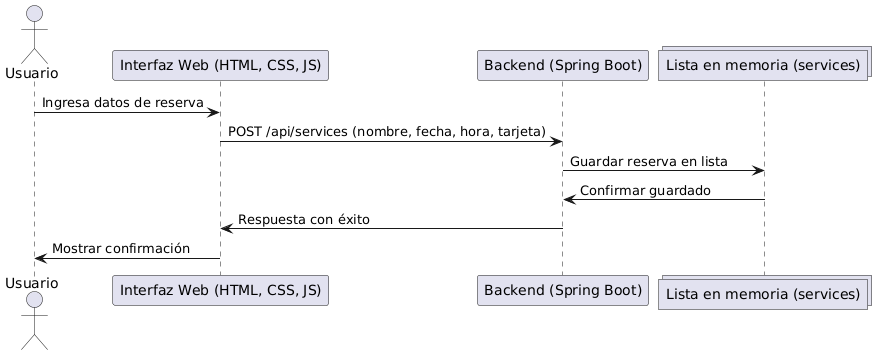 Usuario
Interfaz Web (HTML, CSS, JS)
Backend (Spring Boot)
Lista en memoria (services)
Ingresa datos de reserva
POST /api/services (nombre, fecha, hora, tarjeta)
Guardar reserva en lista
Confirmar guardado
Respuesta con éxito
Mostrar confirmación
Usuario
Interfaz Web (HTML, CSS, JS)
Backend (Spring Boot)
Lista en memoria (services)